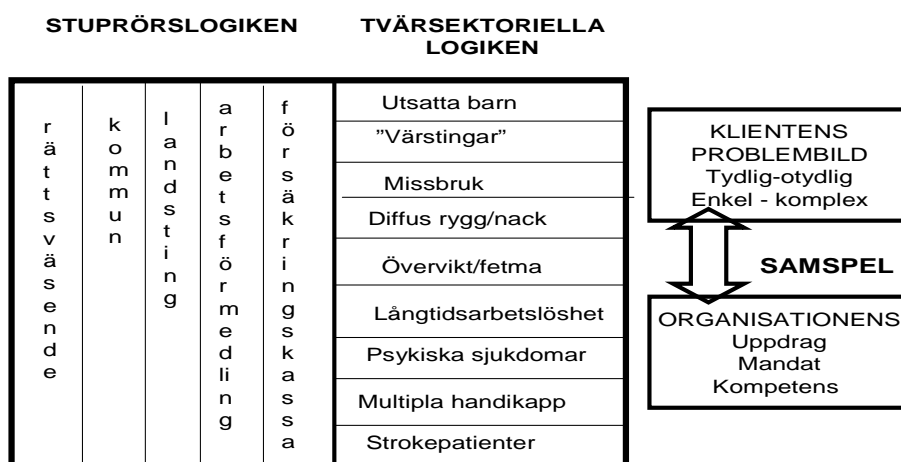 STUPRÖRSLOGIKEN
TVÄRSEKTORIELLA
LOGIKEN
rättsväsende
kommun
landsting
arbetsförmedling
försäkringskassa
Utsatta barn
”Värstingar”
Missbruk
Diffus rygg/nack
Övervikt/fetma
Långtidsarbetslöshet
Psykiska sjukdomar
Multipla handikapp
Strokepatienter
KLIENTENS
PROBLEMBILD
Tydlig-otydlig
Enkel - komplex
SAMSPEL
ORGANISATIONENS
Uppdrag
Mandat
Kompetens